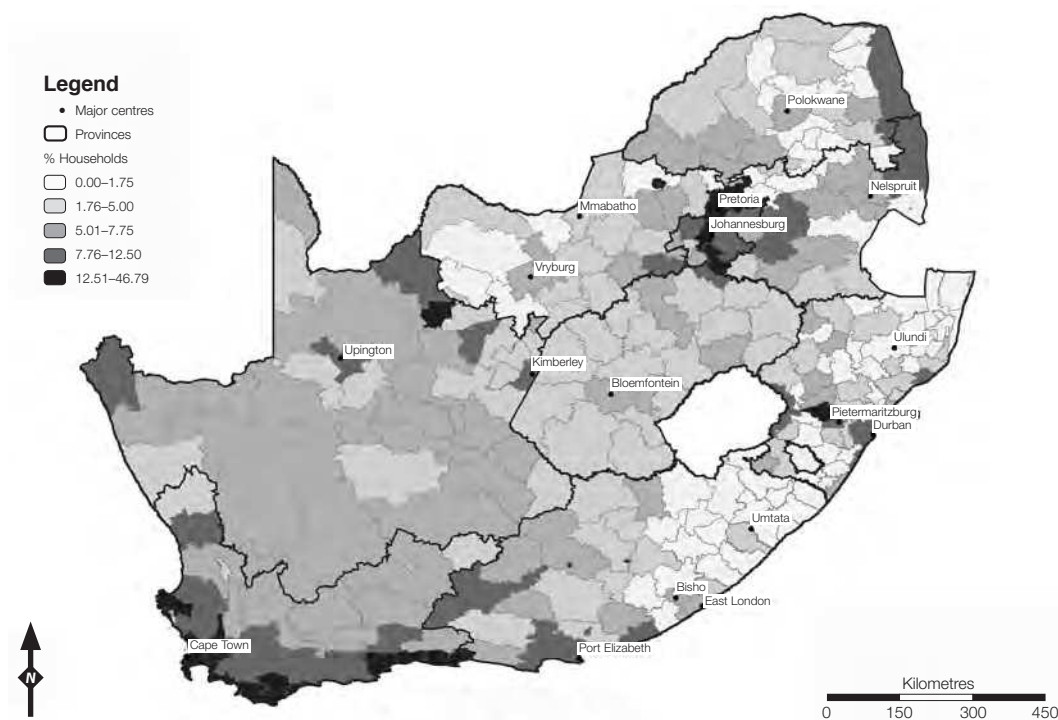 Legend
Major centres
Provinces
% Households
0.00–1.75
1.76–5.00
5.01–7.75
7.76–12.50
12.51–46.79
Polokwane
Nelspruit
Pretoria
Mmabatho
Johannesburg
Vryburg
Ulundi
Upington
Kimberley
Bloemfontein
Pietermaritzburg
Durban
Umtata
Bisho
East London
Cape Town
Port Elizabeth
N
Kilometres
0 150 300 450